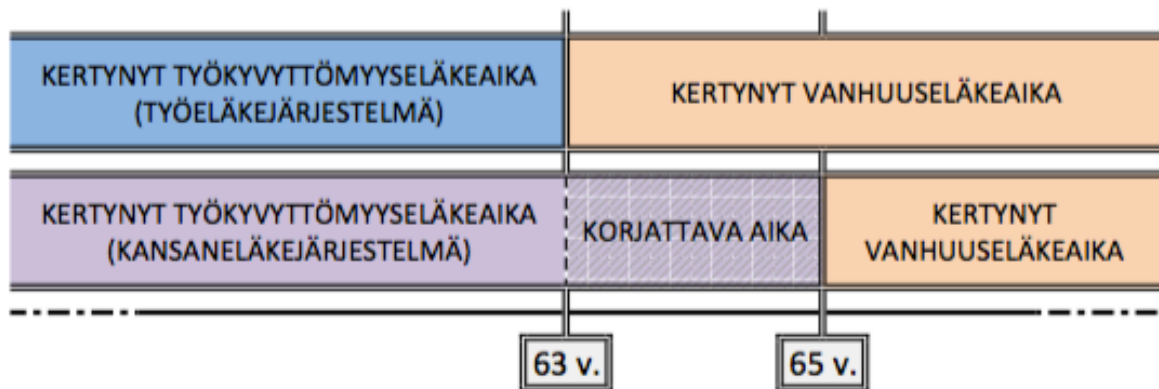 KERTYNYT TYÖKYVYTTÖMYYSELÄKEAIKA
(TYÖELÄKEJÄRJESTELMÄ)
KERTYNYT VANHUUSELÄKEAIKA
KERTYNYT TYÖKYVYTTÖMYYSELÄKEAIKA
(KANSANELÄKEJÄRJESTELMÄ)
KORJATTAVA AIKA
KERTYNYT
VANHUUSELÄKEAIKA
63 v.
65 v.